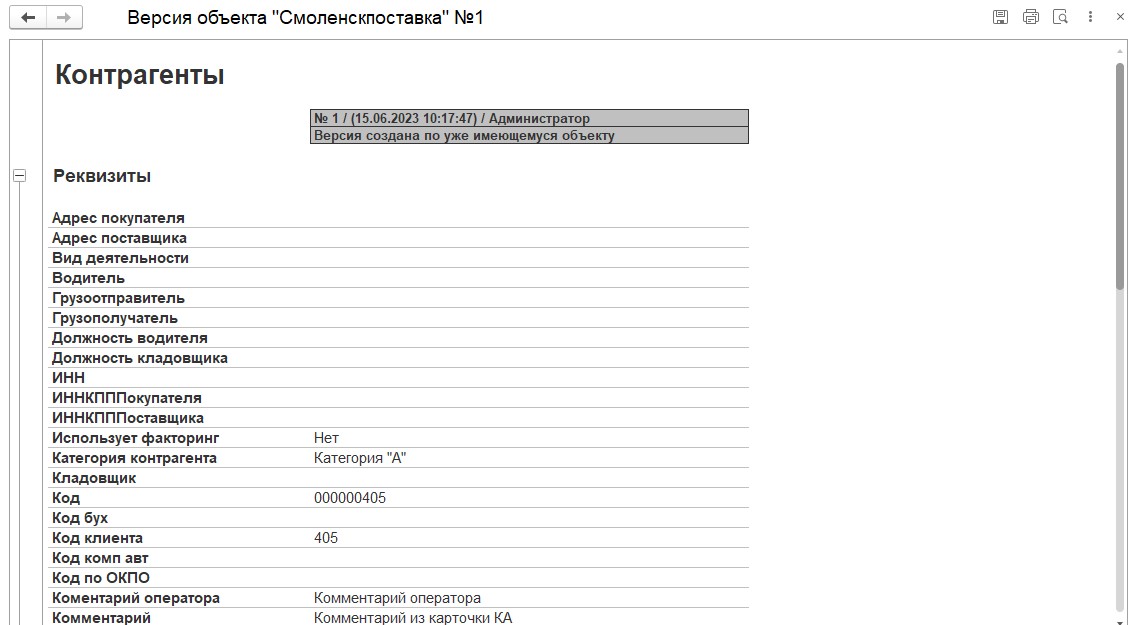 Версия объекта "Смоленскпоставка" №1
Контрагенты
№ 1 / (15.06.2023 10:17:47) / Администратор
Версия создана по уже имеющемуся объекту
Реквизиты
Адрес покупателя
Адрес поставщика
Вид деятельности
Водитель
Грузоотправитель
Грузополучатель
Должность водителя
Должность кладовщика
ИНН
ИННКПППокупателя
ИННКПППоставщика
Использует факторинг Нет
Категория контрагента Категория "А"
Кладовщик
Код 000000405
Код бух
Код клиента 405
Код комп авт
Код по ОКПО
Коментарий оператора Комментарий оператора
Комментарий Комментарий из карточки КА